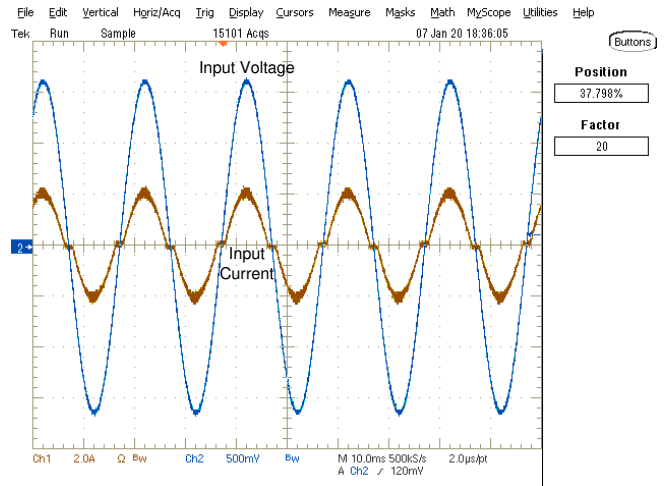 File Edit Vertical Horiz/Acq Trig Display Cursors Measure Masks Math MyScope Utilities Help
Tek Run Sample 15101 Acqs 07 Jan 20 18:36:05
Buttons
Position
37.798%
Factor
20
Input Voltage
2
Input
Current
Ch1 2.0A Ω Bw Ch2 500mV Bw M 10.0ms 500kS/s 2.0µs/pt
A Ch2 ⁄ 120mV